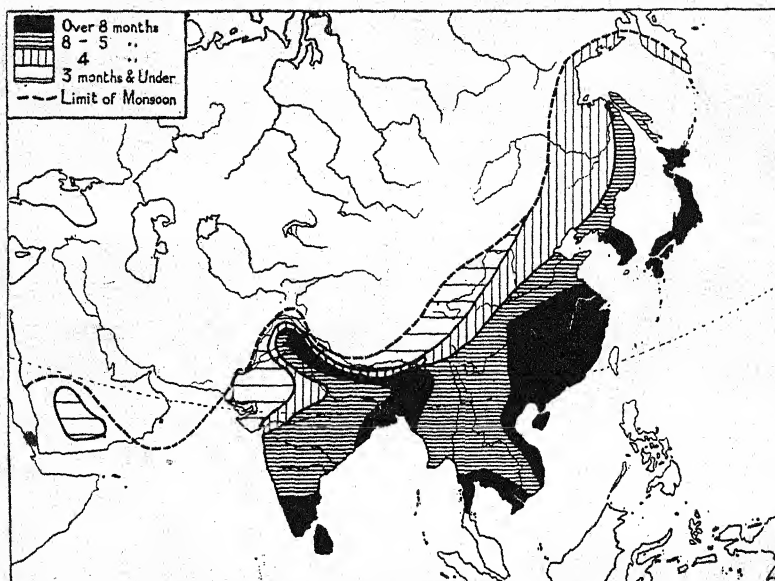 Over 8 months
8 - 5 "
4 "
3 months & Under
Limit of Monsoon